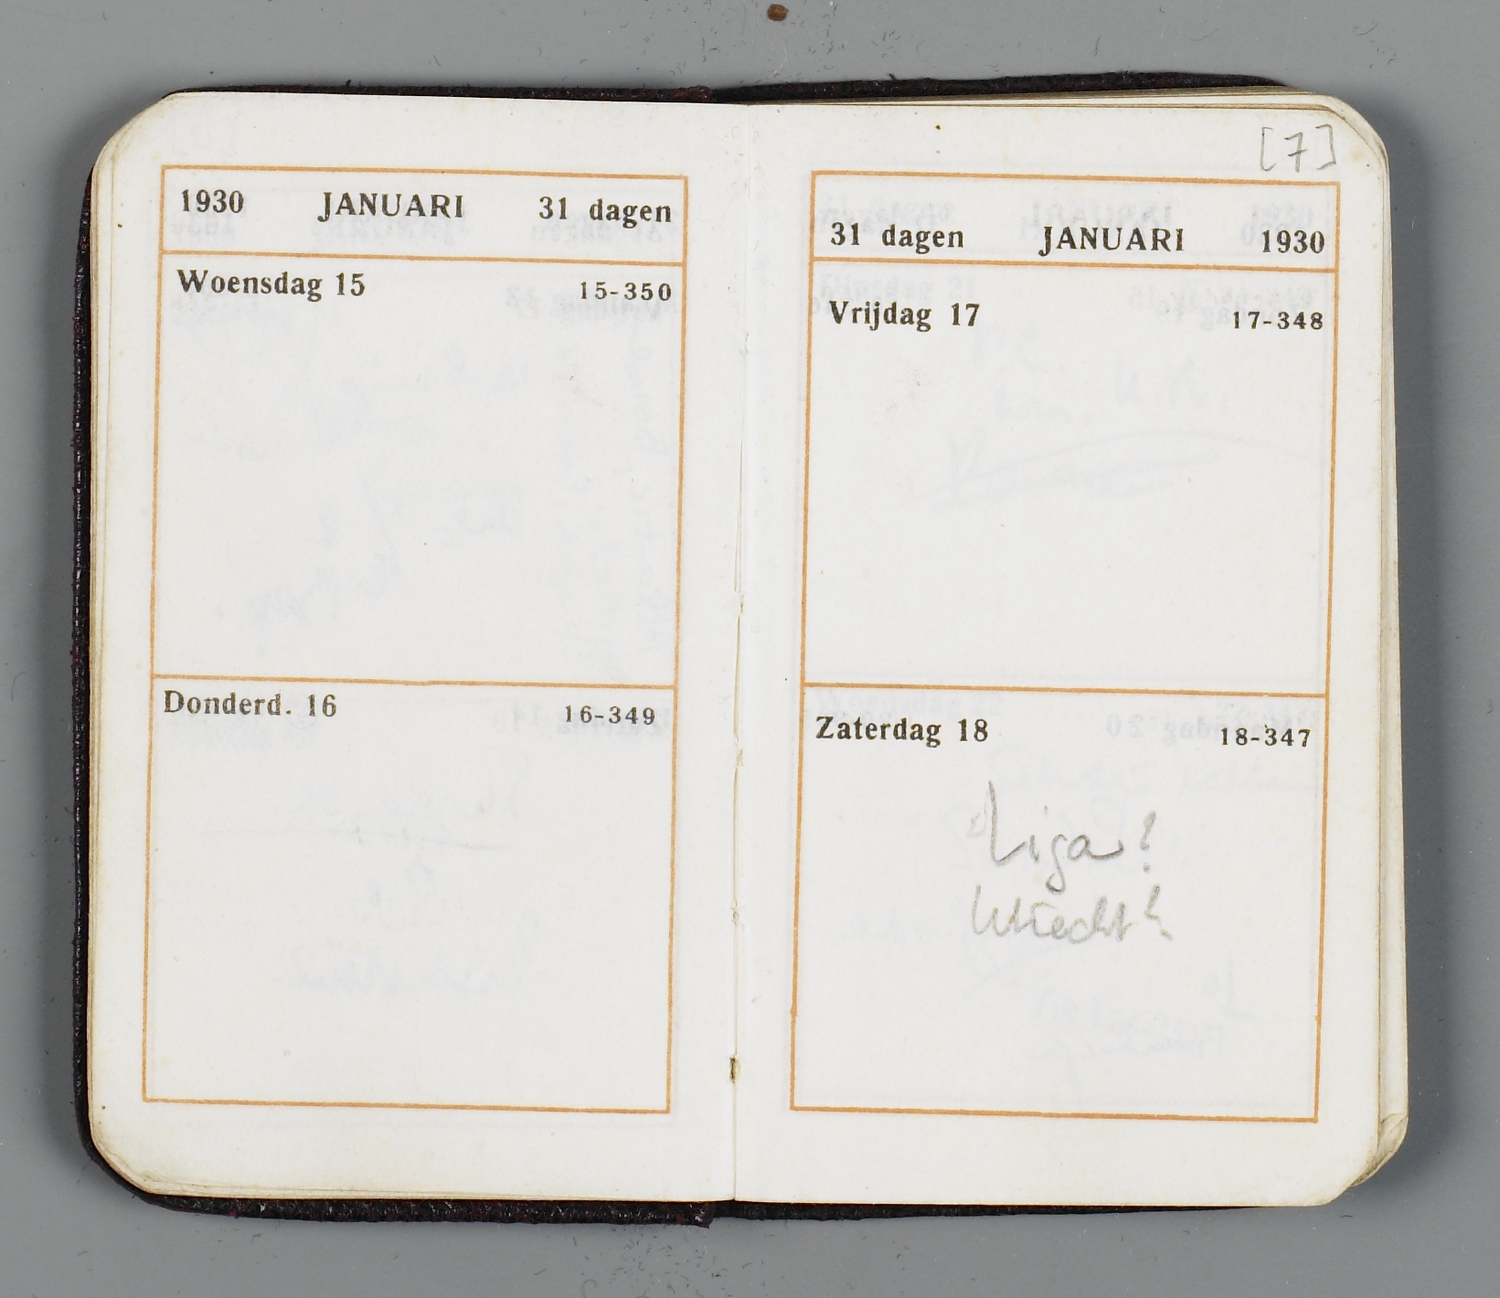 1930 JANUARI 31 dagen
Woensdag 15 15-350
Donderd. 16 16-349
[7]
31 dagen JANUARI 1930
Vrijdag 17 17-348
Zaterdag 18 18-347
Liga?
Utrecht?